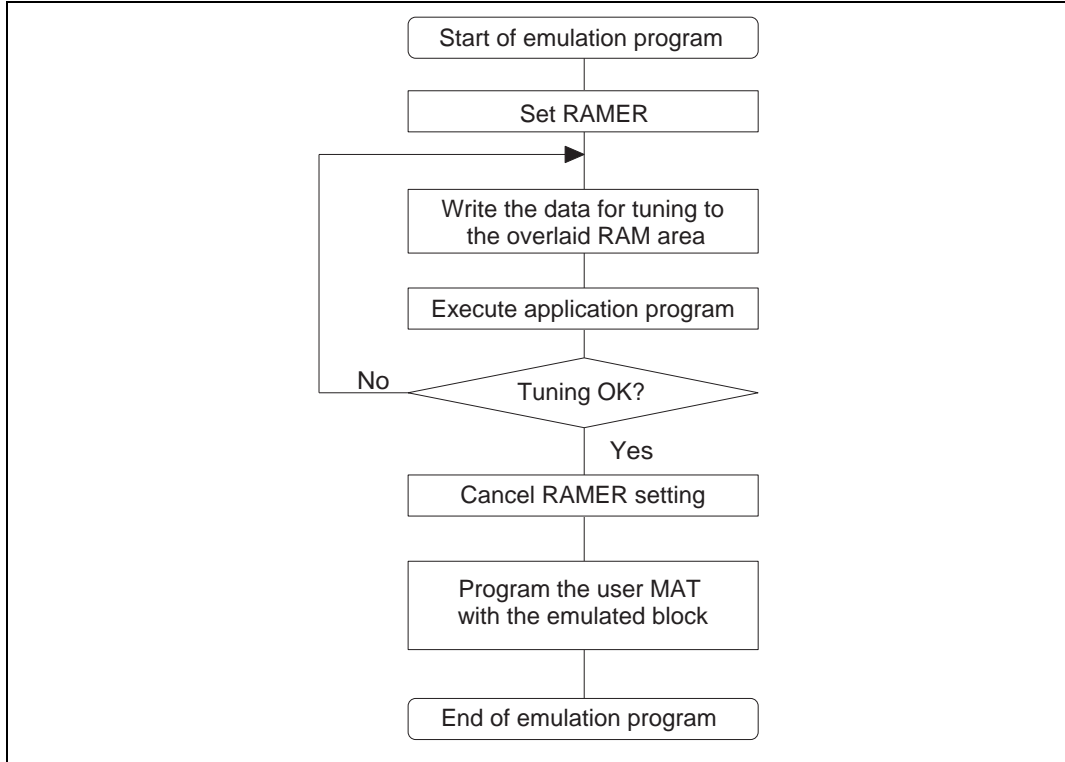 Start of emulation program
Set RAMER
Write the data for tuning to
the overlaid RAM area
Execute application program
Tuning OK?
No
Yes
Cancel RAMER setting
Program the user MAT
with the emulated block
End of emulation program